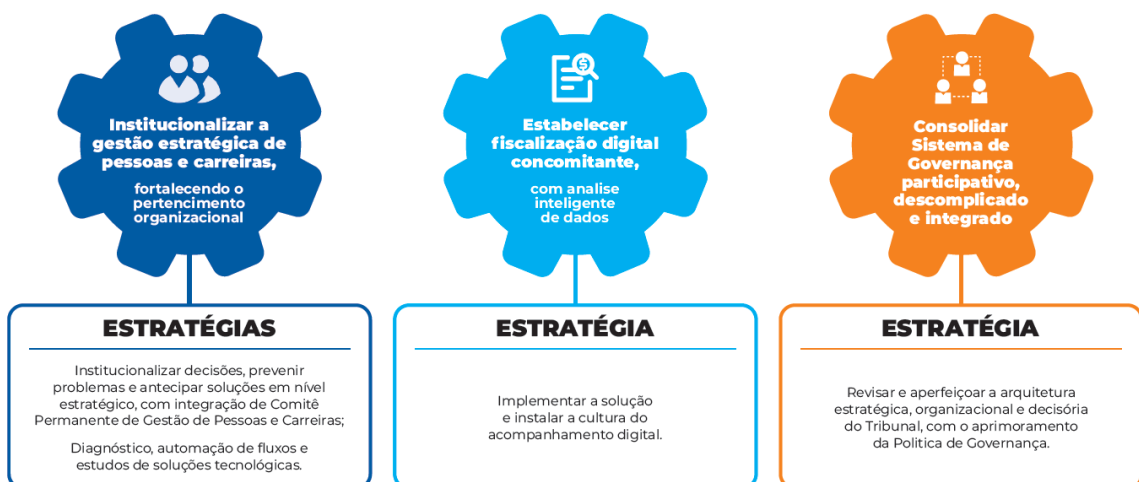 Institucionalizar a
gestão estratégica de
pessoas e carreiras,
fortalecendo o
pertencimento
organizacional
ESTRATÉGIAS
Institucionalizar decisões, prevenir
problemas e antecipar soluções em nível
estratégico, com integração de Comitê
Permanente de Gestão de Pessoas e Carreiras;
Diagnóstico, automação de fluxos e
estudos de soluções tecnológicas.
Estabelecer
fiscalização digital
concomitante,
com analise
inteligente
de dados
ESTRATÉGIA
Implementar a solução
e instalar a cultura do
acompanhamento digital.
Consolidar
Sistema de
Governança
participativo,
descomplicado
e integrado
ESTRATÉGIA
Revisar e aperfeiçoar a arquitetura
estratégica, organizacional e decisória
do Tribunal, com o aprimoramento
da Politica de Governança.